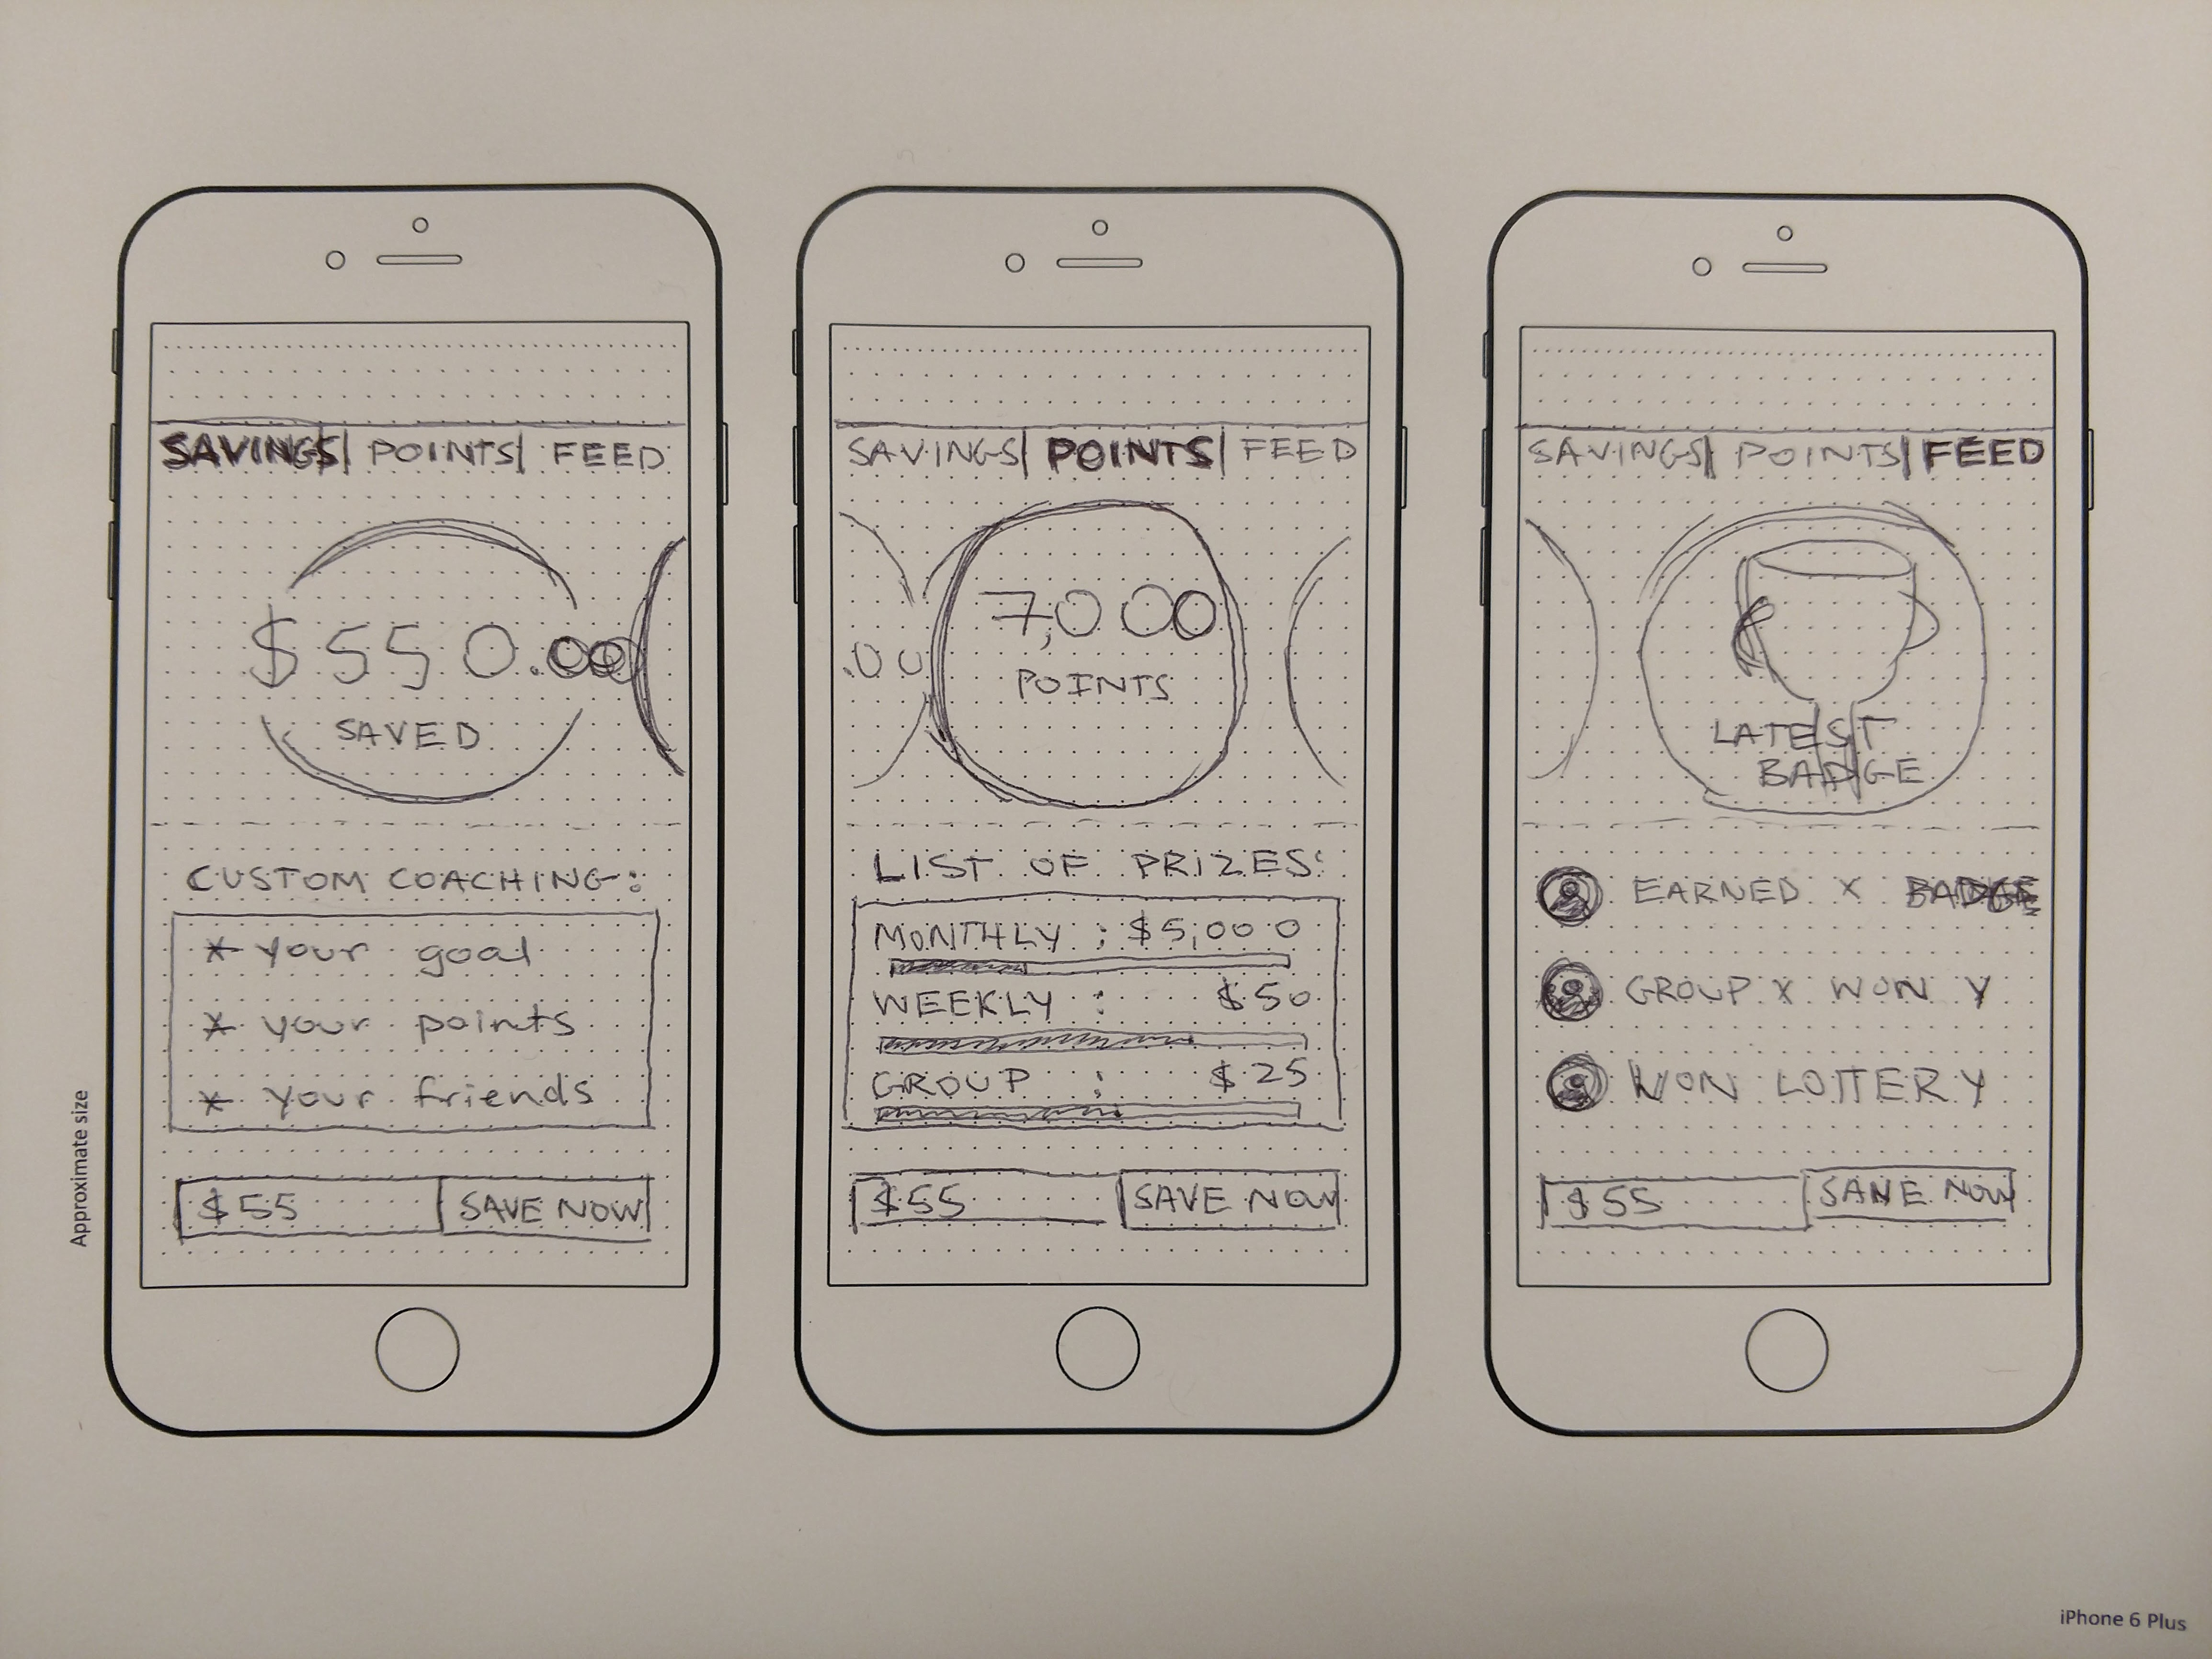 SAVINGS | POINTS | FEED
$550.00
SAVED
CUSTOM COACHING:
* your goal
* your points
* your friends
$55 SAVE NOW
SAVINGS | POINTS | FEED
.00
7,000
POINTS
LIST OF PRIZES:
MONTHLY : $5,000
WEEKLY : $50
GROUP : $25
$55 SAVE NOW
SAVINGS | POINTS | FEED
LATEST
BADGE
EARNED X BADGE
GROUP X WON Y
WON LOTTERY
$55 SAVE NOW
Approximate size
iPhone 6 Plus